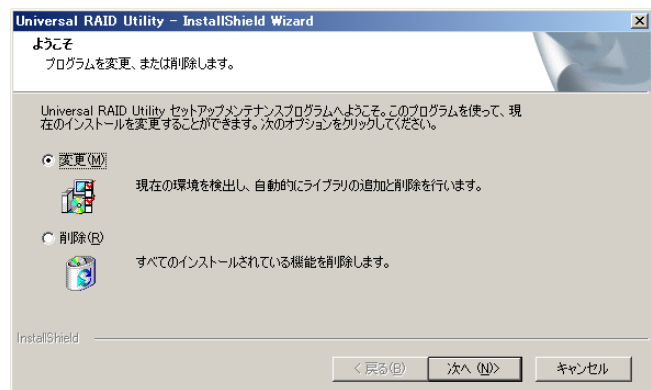 Universal RAID Utility - InstallShield Wizard
ようこそ
プログラムを変更、または削除します。
Universal RAID Utility セットアップメンテナンスプログラムへようこそ。このプログラムを使って、現
在のインストールを変更することができます。次のオプションをクリックしてください。
変更(M)
現在の環境を検出し、自動的にライブラリの追加と削除を行います。
削除(R)
すべてのインストールされている機能を削除します。
InstallShield
< 戻る(B)
次へ (N)>
キャンセル